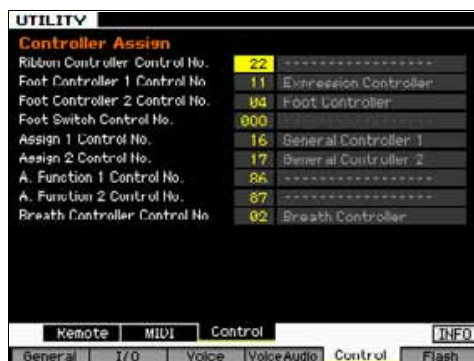 UTILITY
Controller Assign
Ribbon Controller Control No. 22 -----------------
Foot Controller 1 Control No 11 Expression Controller
Foot Controller 2 Control No. 04 Foot Controller
Foot Switch Control No. 000
Assign 1 Control No. 16 General Controller 1
Assign 2 Control No. 17 General Controller 2
A. Function 1 Control No. 86 -----------------
A. Function 2 Control No. 87 -----------------
Breath Controller Control No 02 Breath Controller
Remote MIDI Control INFO
General I/O Voice Voice Audio Control Flash